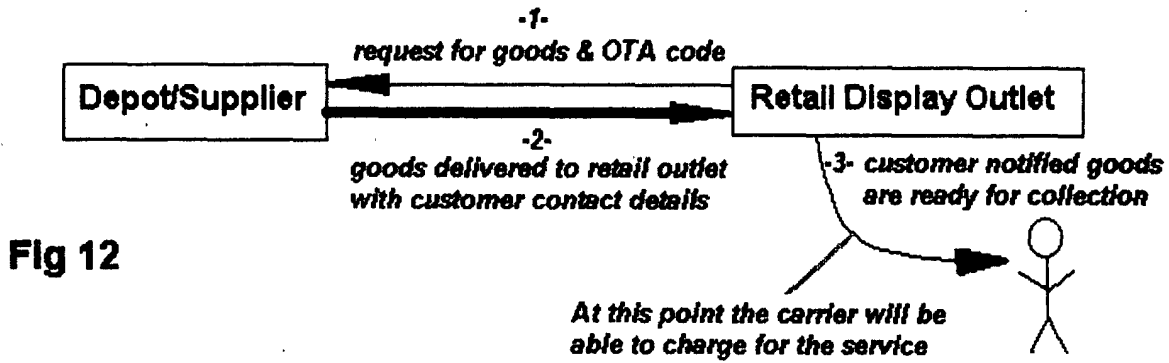 -1-
request for goods & OTA code
Depot/Supplier
Retail Display Outlet
-2-
goods delivered to retail outlet
with customer contact details
-3- customer notified goods
are ready for collection
Fig 12
At this point the carrier will be
able to charge for the service